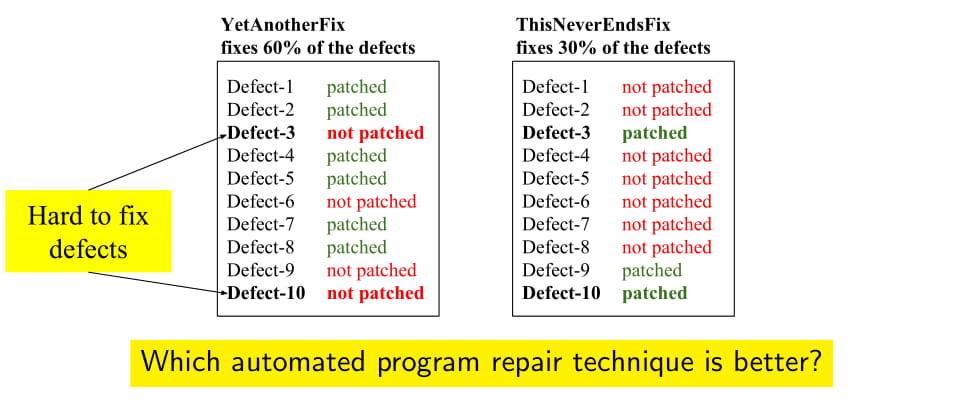 YetAnotherFix
fixes 60% of the defects
Defect-1 patched
Defect-2 patched
Defect-3 not patched
Defect-4 patched
Defect-5 patched
Defect-6 not patched
Defect-7 patched
Defect-8 patched
Defect-9 not patched
Defect-10 not patched
ThisNeverEndsFix
fixes 30% of the defects
Defect-1 not patched
Defect-2 not patched
Defect-3 patched
Defect-4 not patched
Defect-5 not patched
Defect-6 not patched
Defect-7 not patched
Defect-8 not patched
Defect-9 patched
Defect-10 patched
Hard to fix
defects
Which automated program repair technique is better?